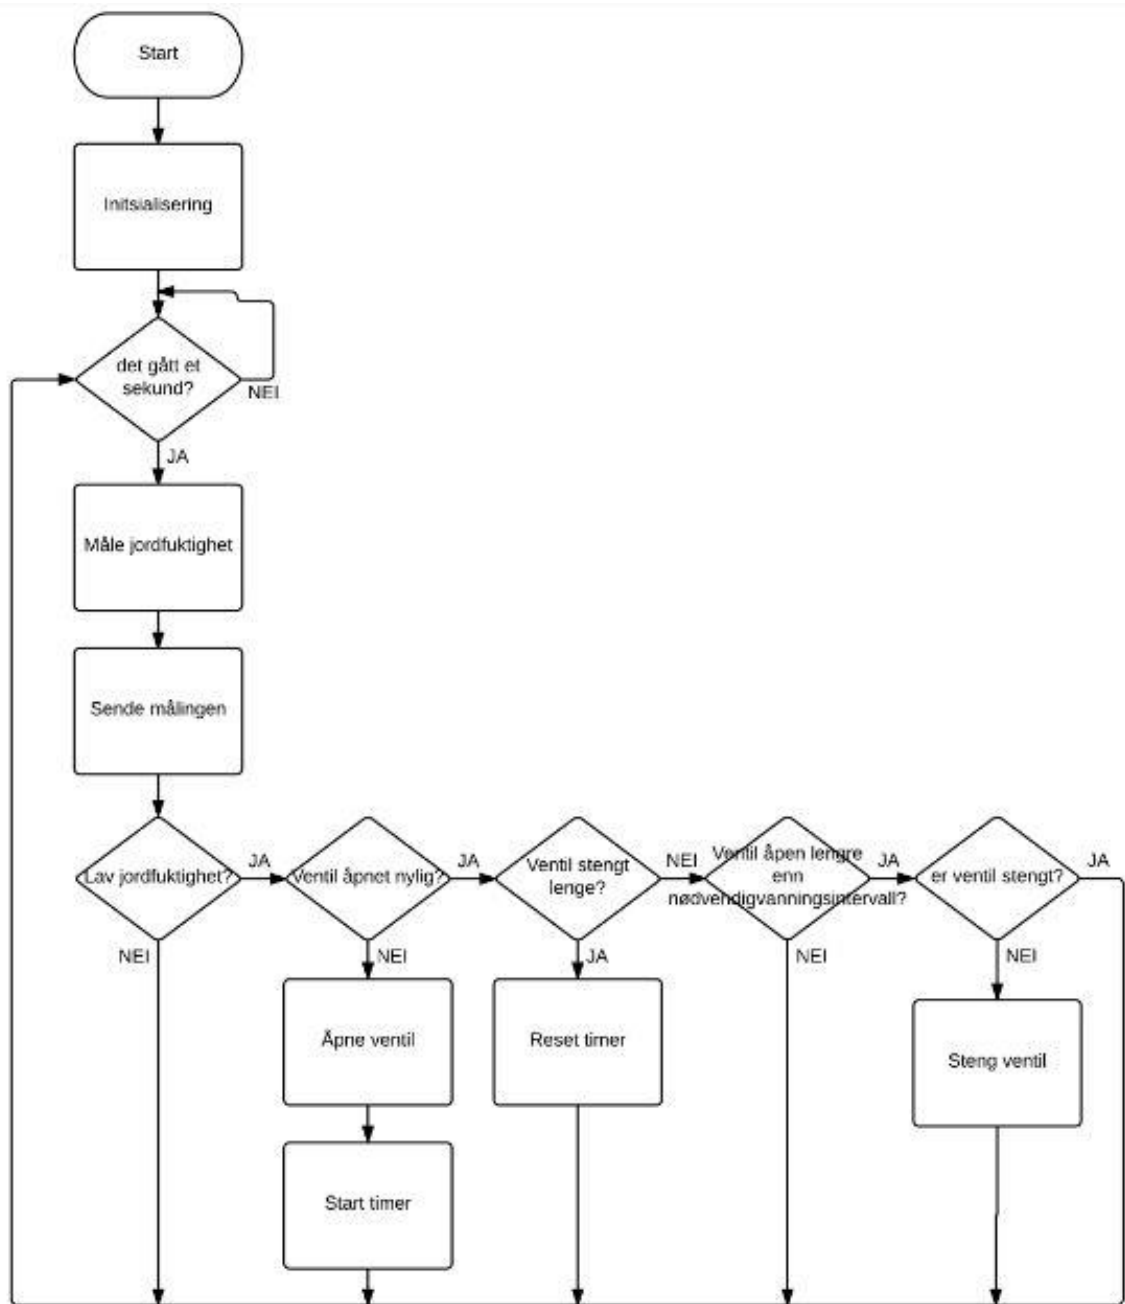 Start
Initsialisering
det gått et
sekund?
NEI
JA
Måle jordfuktighet
Sende målingen
Lav jordfuktighet?
JA
NEI
Ventil åpnet nylig?
JA
NEI
Åpne ventil
Start timer
Ventil stengt
lenge?
NEI
JA
Reset timer
Ventil åpen lengre
enn
nødvendigvanningsintervall?
JA
NEI
er ventil stengt?
JA
NEI
Steng ventil